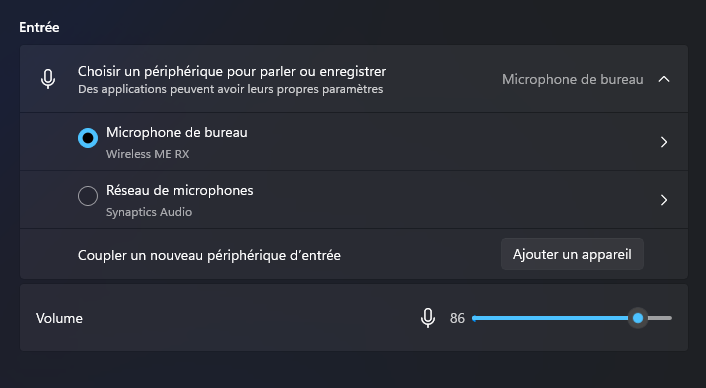 Entrée
Choisir un périphérique pour parler ou enregistrer
Des applications peuvent avoir leurs propres paramètres
Microphone de bureau
Microphone de bureau
Wireless ME RX
Réseau de microphones
Synaptics Audio
Coupler un nouveau périphérique d’entrée
Ajouter un appareil
Volume
86